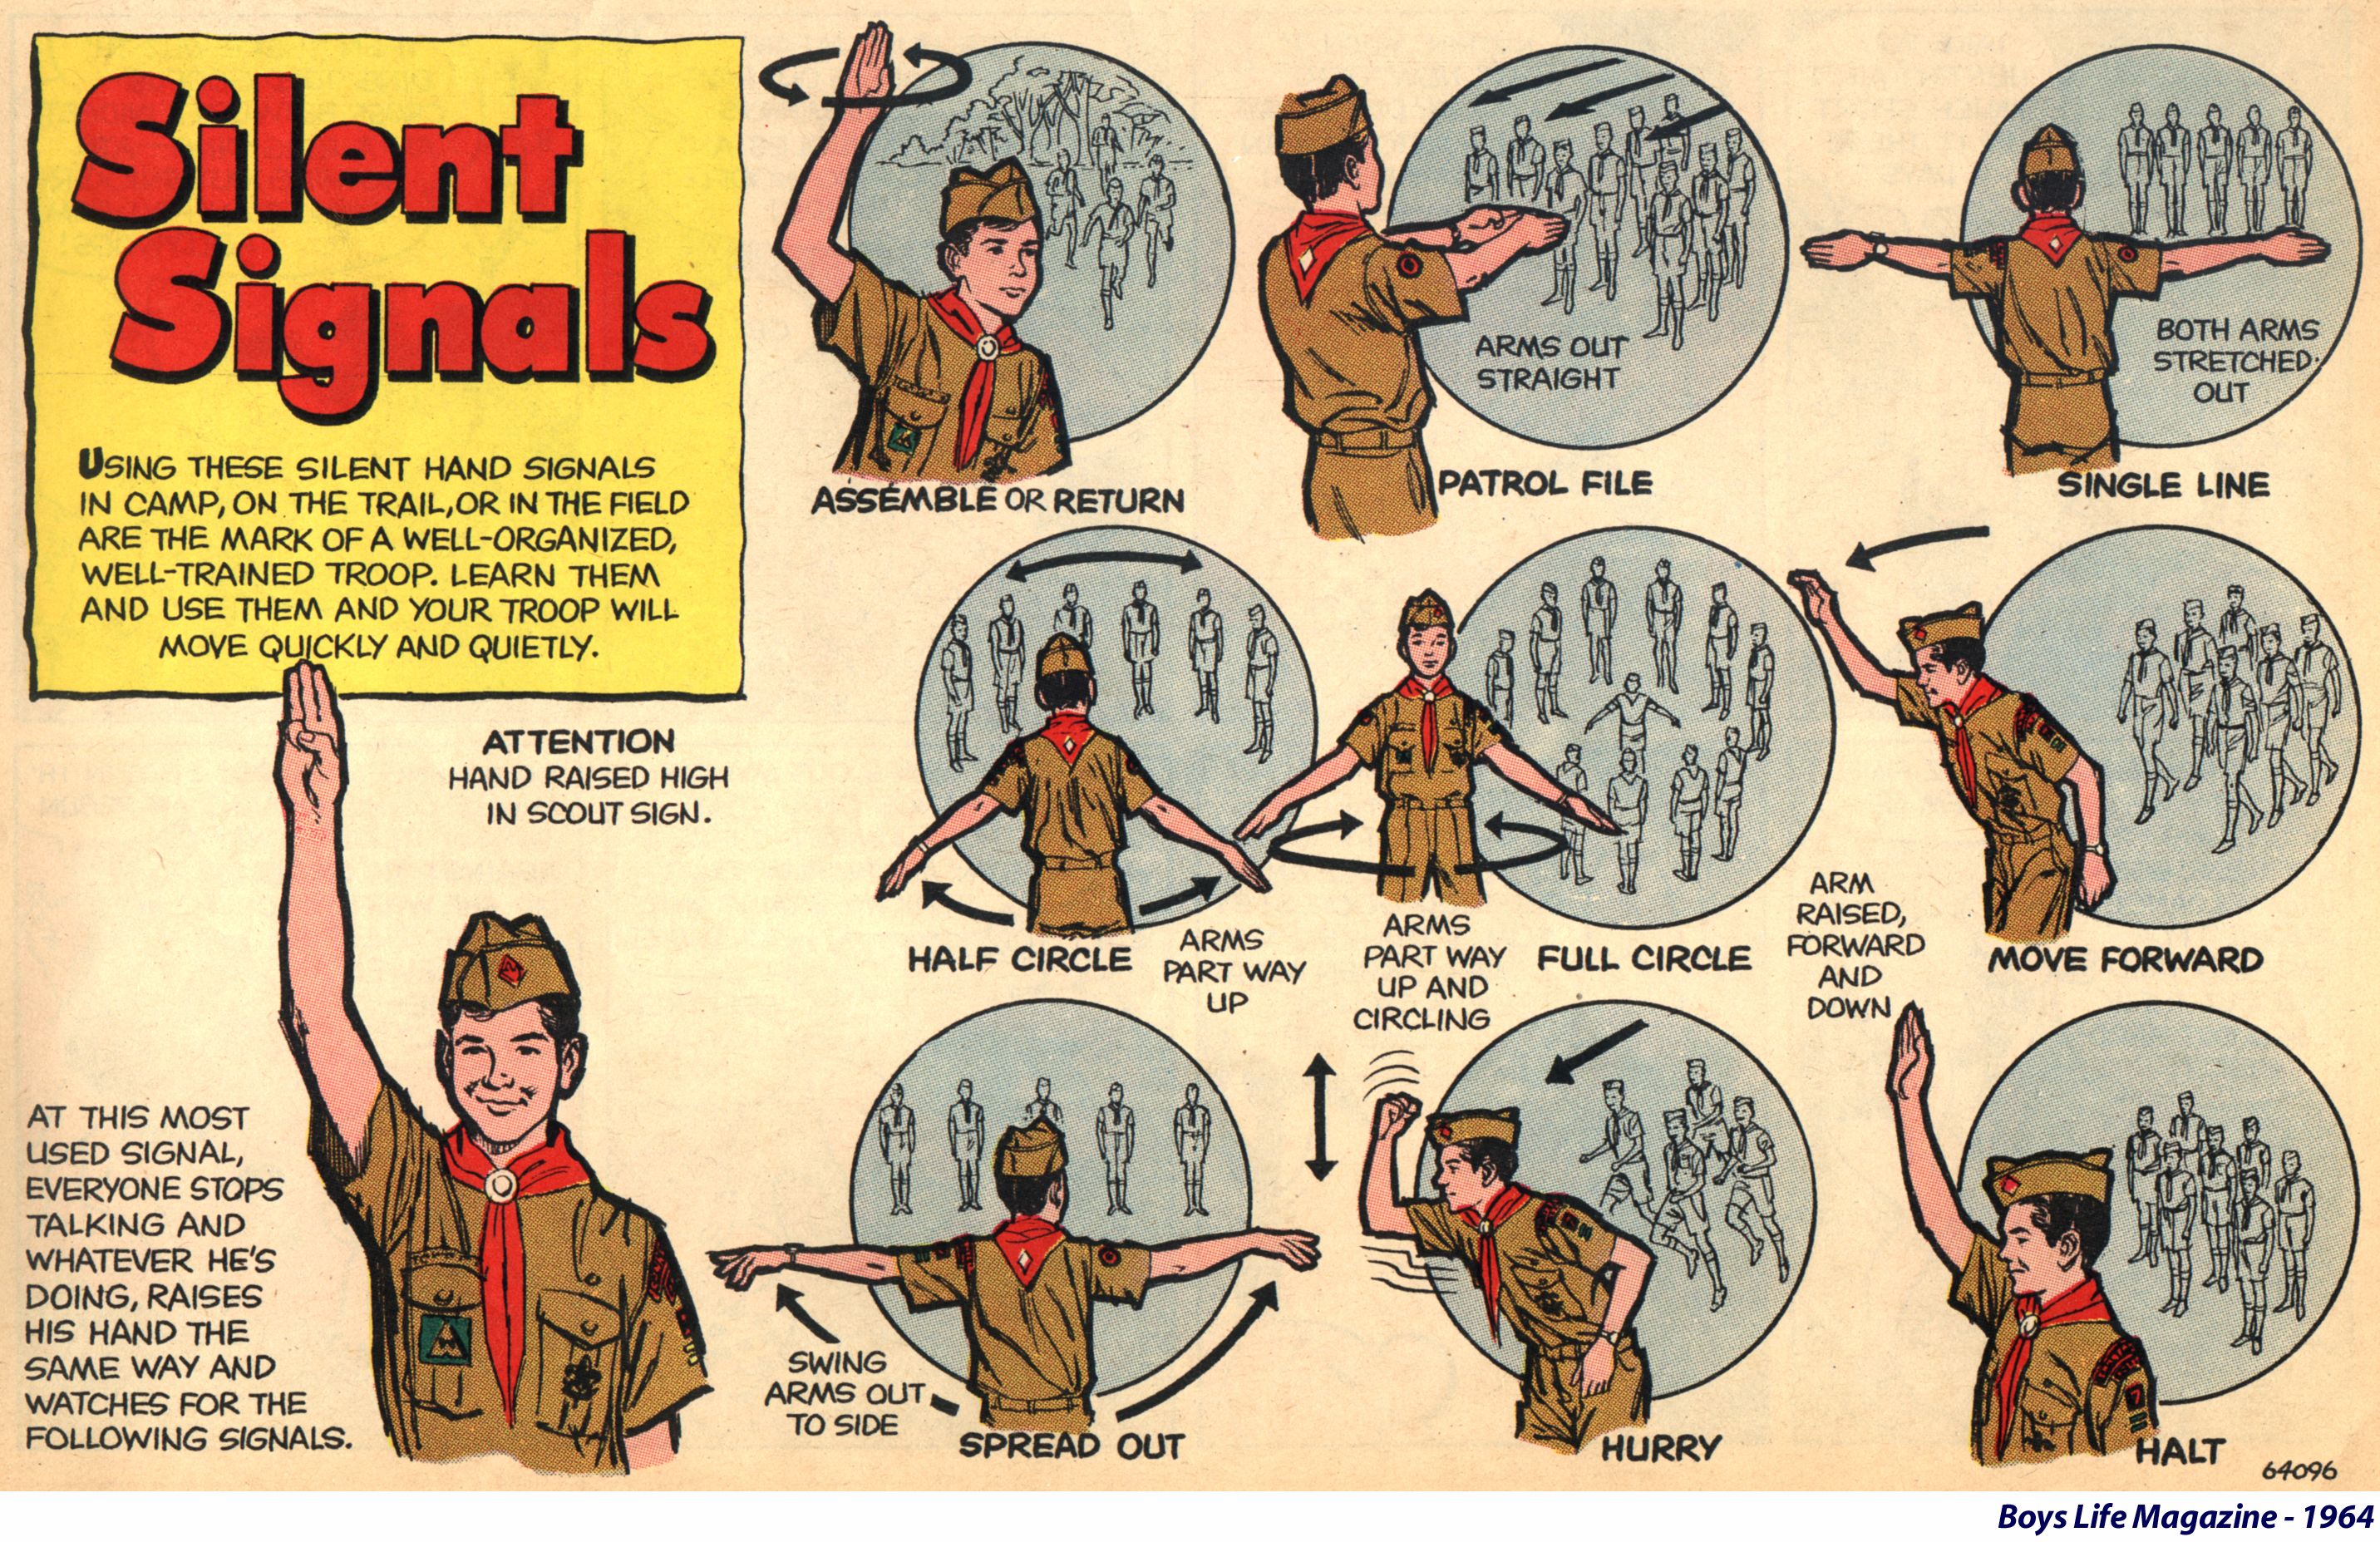 Silent
Signals
USING THESE SILENT HAND SIGNALS
IN CAMP, ON THE TRAIL, OR IN THE FIELD
ARE THE MARK OF A WELL-ORGANIZED,
WELL-TRAINED TROOP. LEARN THEM
AND USE THEM AND YOUR TROOP WILL
MOVE QUICKLY AND QUIETLY.
ATTENTION
HAND RAISED HIGH
IN SCOUT SIGN.
AT THIS MOST
USED SIGNAL,
EVERYONE STOPS
TALKING AND
WHATEVER HE'S
DOING, RAISES
HIS HAND THE
SAME WAY AND
WATCHES FOR THE
FOLLOWING SIGNALS.
ASSEMBLE OR RETURN
ARMS OUT
STRAIGHT
PATROL FILE
BOTH ARMS
STRETCHED
OUT
SINGLE LINE
HALF CIRCLE
ARMS
PART WAY
UP
ARMS
PART WAY
UP AND
CIRCLING
FULL CIRCLE
ARM
RAISED,
FORWARD
AND
DOWN
MOVE FORWARD
SWING
ARMS OUT
TO SIDE
SPREAD OUT
HURRY
HALT
64096
Boys Life Magazine - 1964